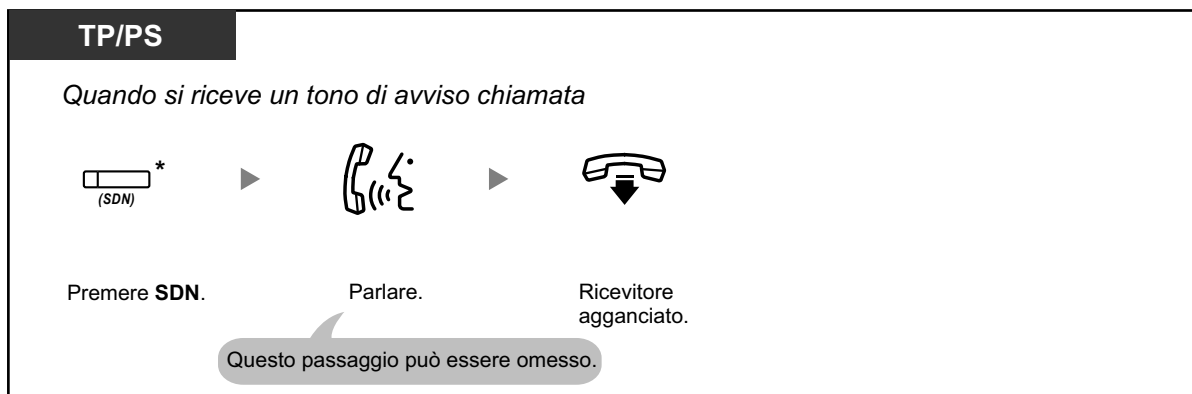 TP/PS
Quando si riceve un tono di avviso chiamata
*
(SDN)
Premere SDN.
Parlare.
Ricevitore
agganciato.
Questo passaggio può essere omesso.